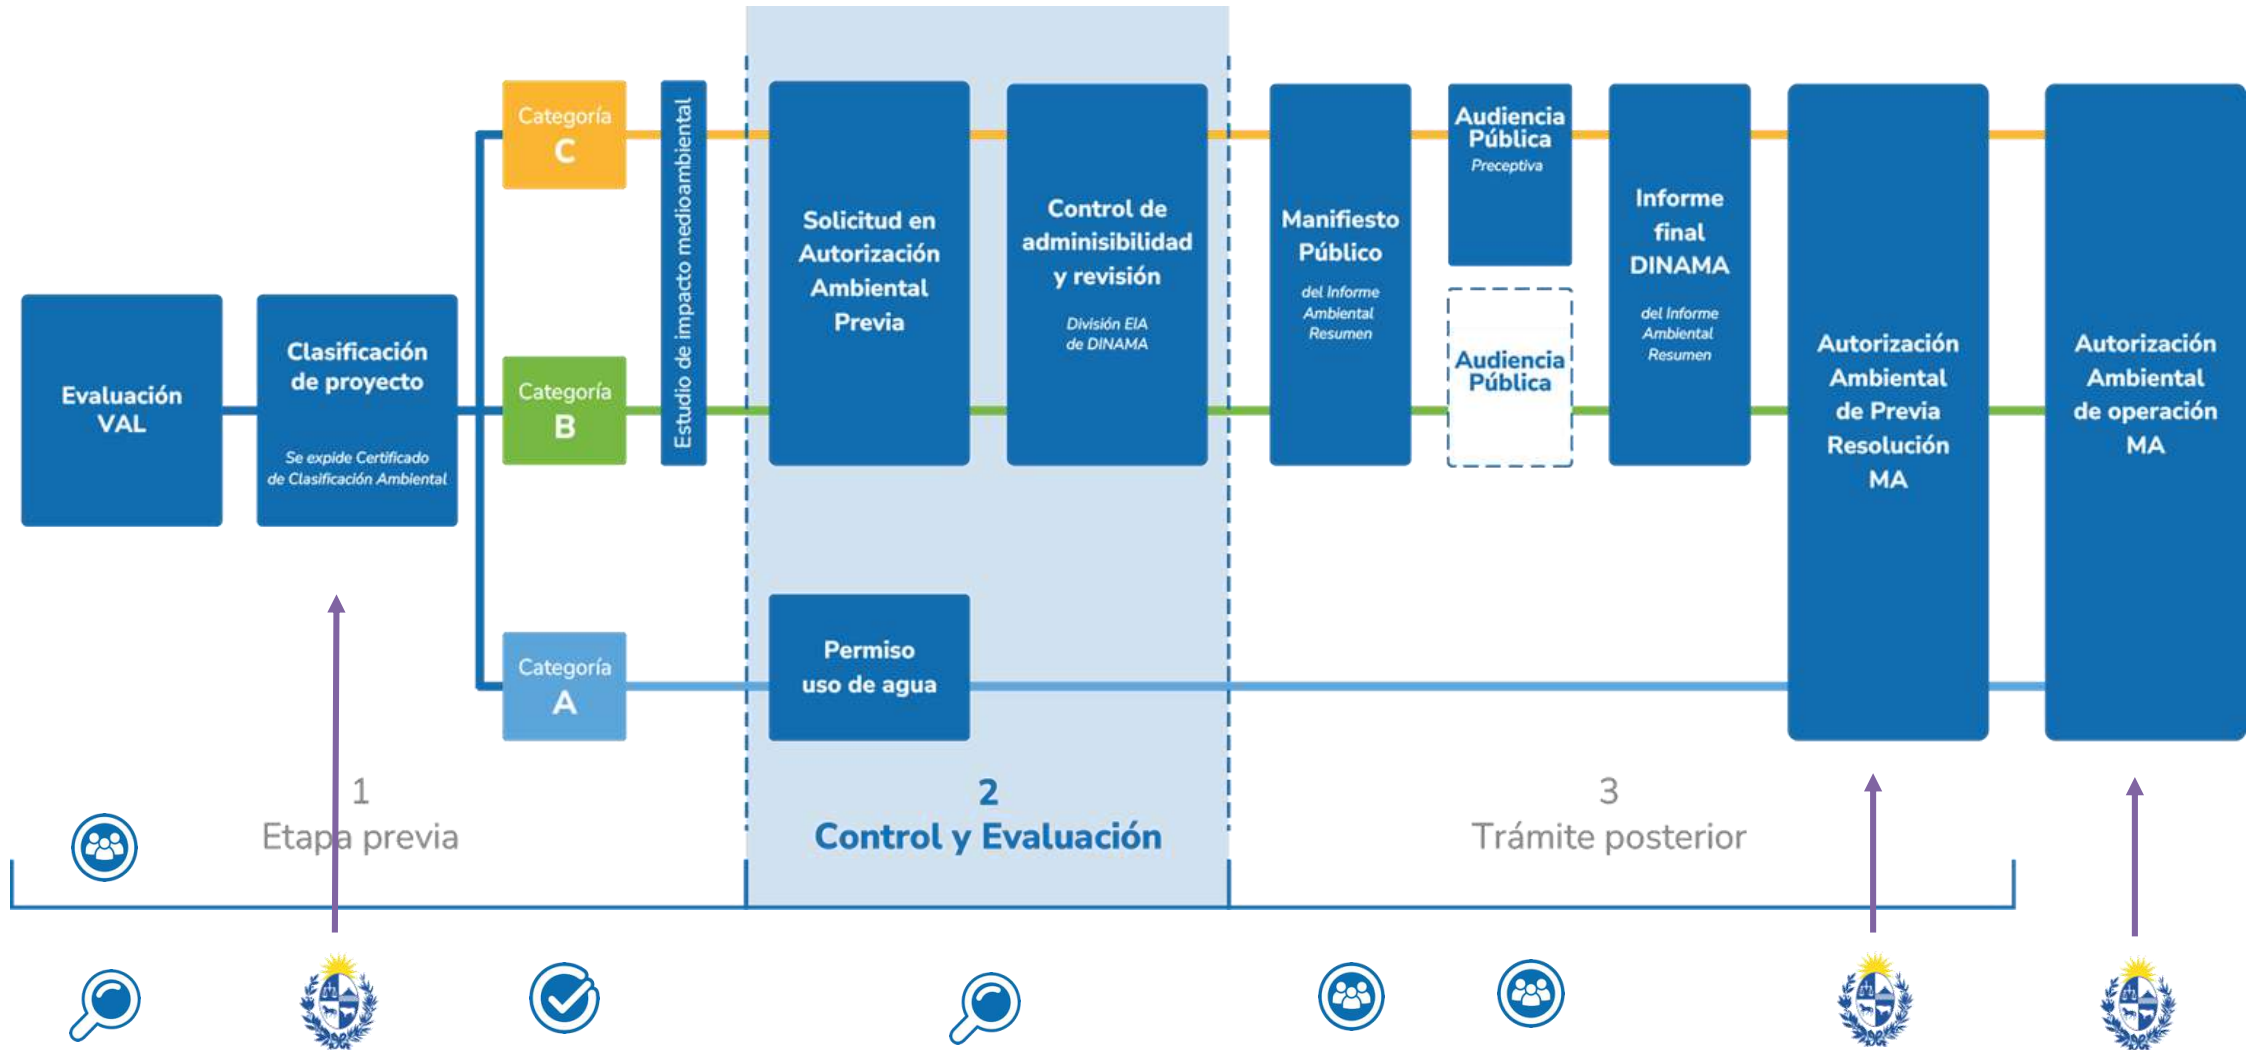 Evaluación
VAL
Clasificación
de proyecto
Se expide Certificado
de Clasificación Ambiental
Categoría
C
Categoría
B
Categoría
A
Estudio de impacto medioambiental
Solicitud en
Autorización
Ambiental
Previa
Control de
adminisibilidad
y revisión
División EIA
de DINAMA
Permiso
uso de agua
Manifiesto
Público
del Informe
Ambiental
Resumen
Audiencia
Pública
Preceptiva
Audiencia
Pública
Informe
final
DINAMA
del Informe
Ambiental
Resumen
Autorización
Ambiental
de Previa
Resolución
MA
Autorización
Ambiental
de operación
MA
1
Etapa previa
2
Control y Evaluación
3
Trámite posterior